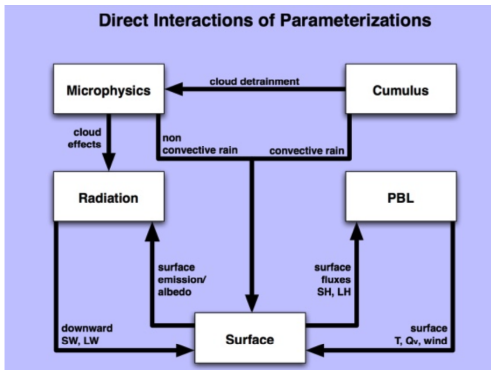 Direct Interactions of Parameterizations
cloud detrainment
Microphysics
Cumulus
cloud
effects
non
convective rain
convective rain
Radiation
PBL
surface
emission/
albedo
surface
fluxes
SH, LH
downward
SW, LW
Surface
surface
T, Qv, wind